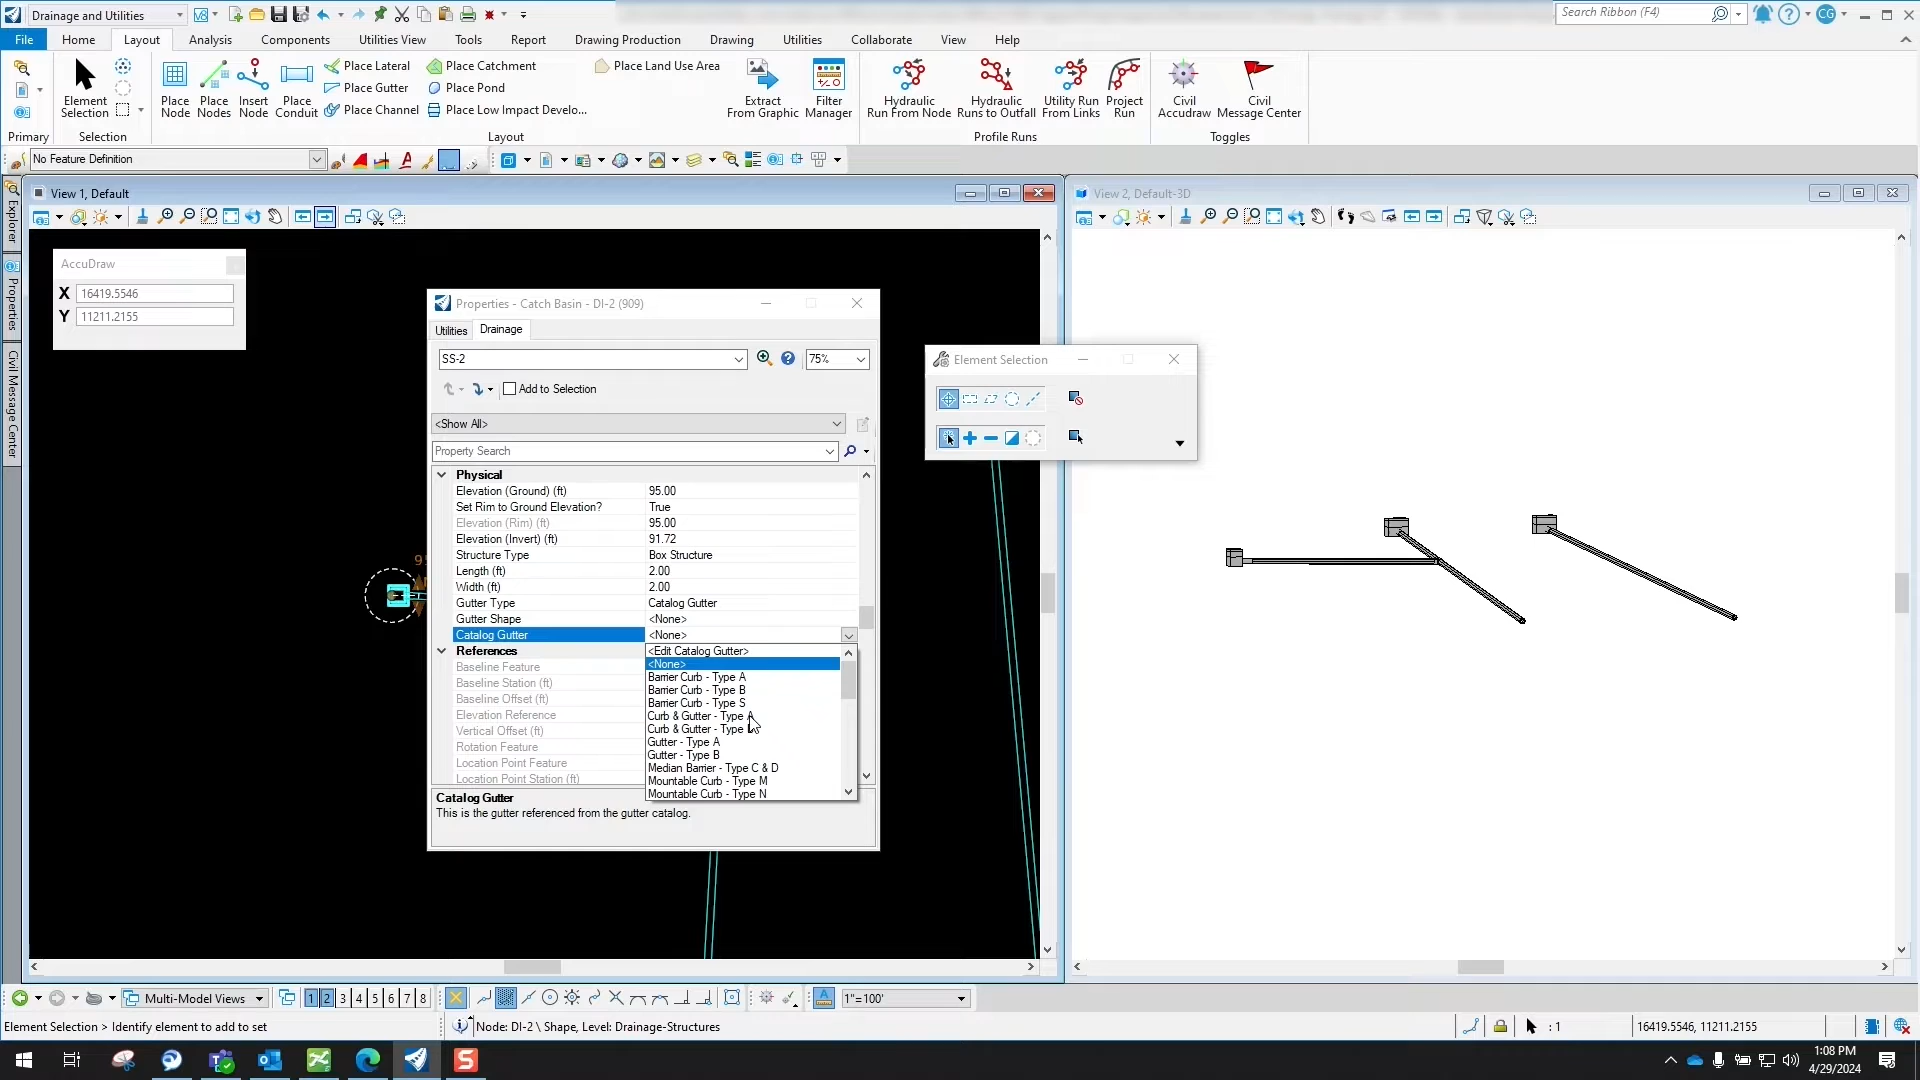 Drainage and Utilities
Search Ribbon (F4)
CG
File Home Layout Analysis Components Utilities View Tools Report Drawing Production Drawing Utilities Collaborate View Help
Element Selection
Place Node
Place Nodes
Insert Node
Place Conduit
Place Lateral
Place Gutter
Place Channel
Place Catchment
Place Pond
Place Low Impact Develo...
Place Land Use Area
Extract From Graphic
Filter Manager
Hydraulic Run From Node
Hydraulic Runs to Outfall
Utility Run From Links
Project Run
Civil Accudraw
Civil Message Center
Primary Selection Layout Profile Runs Toggles
No Feature Definition
Explorer
Properties
Civil Message Center
View 1, Default
View 2, Default-3D
AccuDraw
X 16419.5546
Y 11211.2155
Properties - Catch Basin - DI-2 (909)
Utilities Drainage
SS-2
75%
Add to Selection
<Show All>
Property Search
Physical
Elevation (Ground) (ft) 95.00
Set Rim to Ground Elevation? True
Elevation (Rim) (ft) 95.00
Elevation (Invert) (ft) 91.72
Structure Type Box Structure
Length (ft) 2.00
Width (ft) 2.00
Gutter Type Catalog Gutter
Gutter Shape <None>
Catalog Gutter <None>
References
Baseline Feature
Baseline Station (ft)
Baseline Offset (ft)
Elevation Reference
Vertical Offset (ft)
Rotation Feature
Location Point Feature
Location Point Station (ft)
<Edit Catalog Gutter>
<None>
Barrier Curb - Type A
Barrier Curb - Type B
Barrier Curb - Type S
Curb & Gutter - Type A
Curb & Gutter - Type
Gutter - Type A
Gutter - Type B
Median Barrier - Type C & D
Mountable Curb - Type M
Mountable Curb - Type N
Catalog Gutter
This is the gutter referenced from the gutter catalog.
Element Selection
Multi-Model Views
1 2 3 4 5 6 7 8
1"=100'
Element Selection > Identify element to add to set
Node: DI-2 \ Shape, Level: Drainage-Structures
: 1
16419.5546, 11211.2155
1:08 PM
4/29/2024